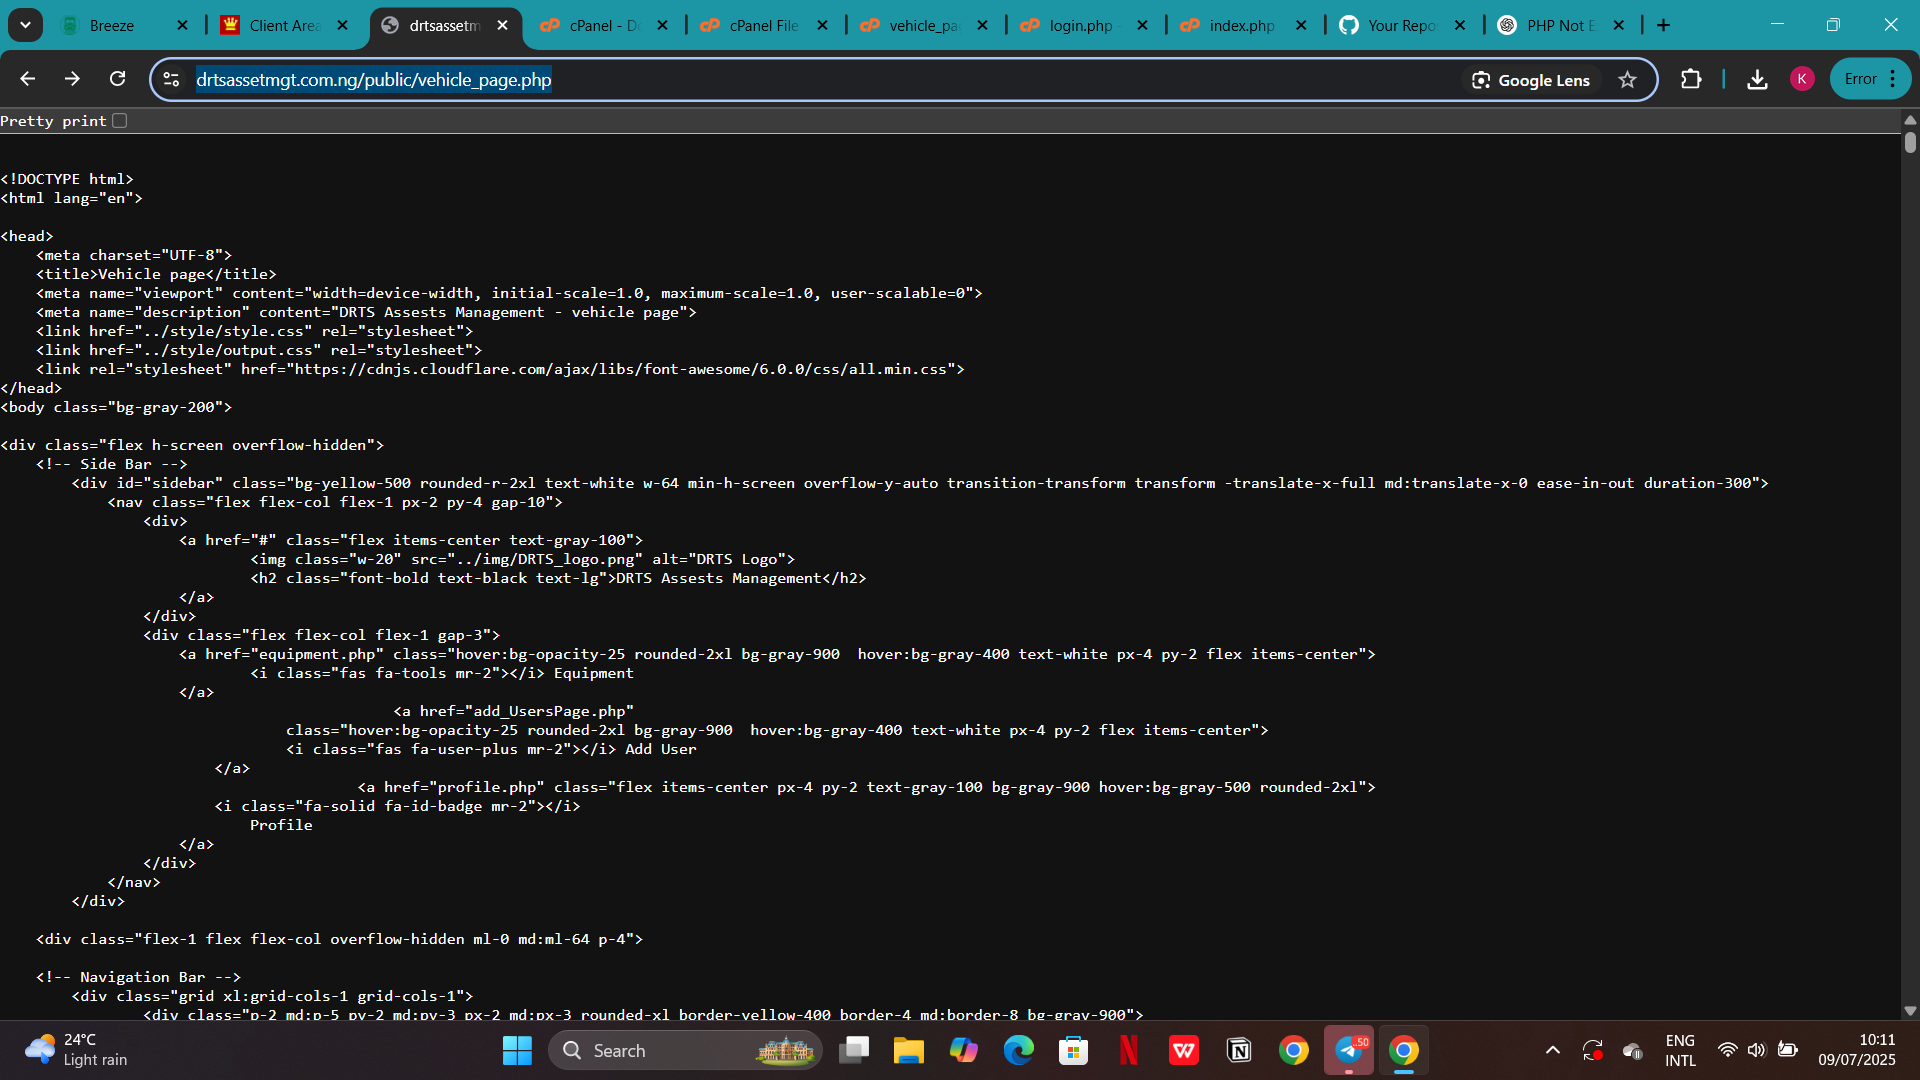 Breeze
Client Area
drtsassetm
cPanel - Do
cPanel File
vehicle_pa
login.php
index.php
Your Repo
PHP Not E
drtsassetmgt.com.ng/public/vehicle_page.php
Google Lens
K
Error
Pretty print
<!DOCTYPE html>
<html lang="en">
<head>
<meta charset="UTF-8">
<title>Vehicle page</title>
<meta name="viewport" content="width=device-width, initial-scale=1.0, maximum-scale=1.0, user-scalable=0">
<meta name="description" content="DRTS Assests Management - vehicle page">
<link href="../style/style.css" rel="stylesheet">
<link href="../style/output.css" rel="stylesheet">
<link rel="stylesheet" href="https://cdnjs.cloudflare.com/ajax/libs/font-awesome/6.0.0/css/all.min.css">
</head>
<body class="bg-gray-200">
<div class="flex h-screen overflow-hidden">
<!-- Side Bar -->
<div id="sidebar" class="bg-yellow-500 rounded-r-2xl text-white w-64 min-h-screen overflow-y-auto transition-transform transform -translate-x-full md:translate-x-0 ease-in-out duration-300">
<nav class="flex flex-col flex-1 px-2 py-4 gap-10">
<div>
<a href="#" class="flex items-center text-gray-100">
<img class="w-20" src="../img/DRTS_logo.png" alt="DRTS Logo">
<h2 class="font-bold text-black text-lg">DRTS Assests Management</h2>
</a>
</div>
<div class="flex flex-col flex-1 gap-3">
<a href="equipment.php" class="hover:bg-opacity-25 rounded-2xl bg-gray-900  hover:bg-gray-400 text-white px-4 py-2 flex items-center">
<i class="fas fa-tools mr-2"></i> Equipment
</a>
<a href="add_UsersPage.php"
class="hover:bg-opacity-25 rounded-2xl bg-gray-900  hover:bg-gray-400 text-white px-4 py-2 flex items-center">
<i class="fas fa-user-plus mr-2"></i> Add User
</a>
<a href="profile.php" class="flex items-center px-4 py-2 text-gray-100 bg-gray-900 hover:bg-gray-500 rounded-2xl">
<i class="fa-solid fa-id-badge mr-2"></i>
Profile
</a>
</div>
</nav>
</div>
<div class="flex-1 flex flex-col overflow-hidden ml-0 md:ml-64 p-4">
<!-- Navigation Bar -->
<div class="grid xl:grid-cols-1 grid-cols-1">
<div class="p-2 md:p-5 py-2 md:py-3 px-2 md:px-3 rounded-xl border-yellow-400 border-4 md:border-8 bg-gray-900">
24°C
Light rain
Search
50
ENG
INTL
10:11
09/07/2025